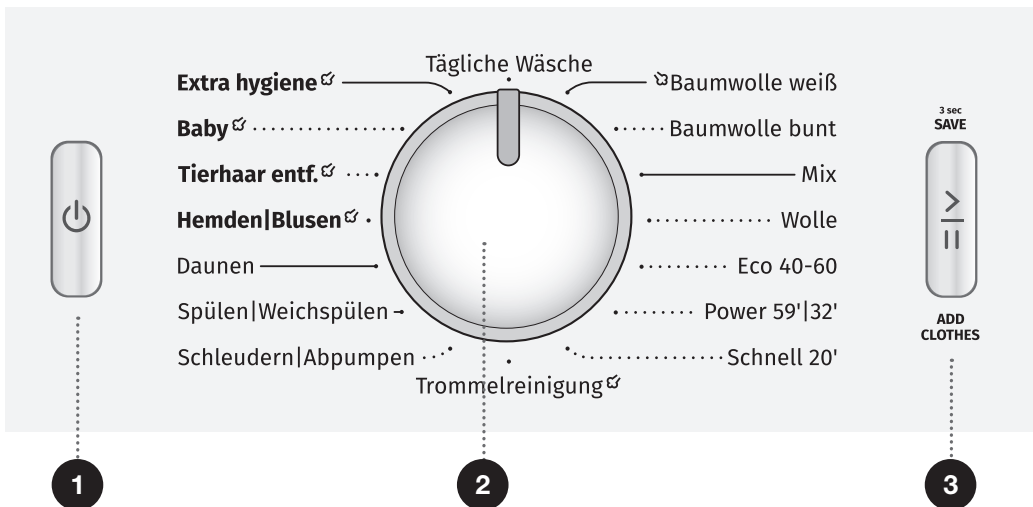 Tägliche Wäsche
Extra hygiene
Baumwolle weiß
Baby
Baumwolle bunt
Tierhaar entf.
Mix
Hemden|Blusen
Wolle
Daunen
Eco 40-60
Spülen|Weichspülen
Power 59'|32'
Schleudern|Abpumpen
Schnell 20'
Trommelreinigung
3 sec
SAVE
ADD
CLOTHES
1
2
3